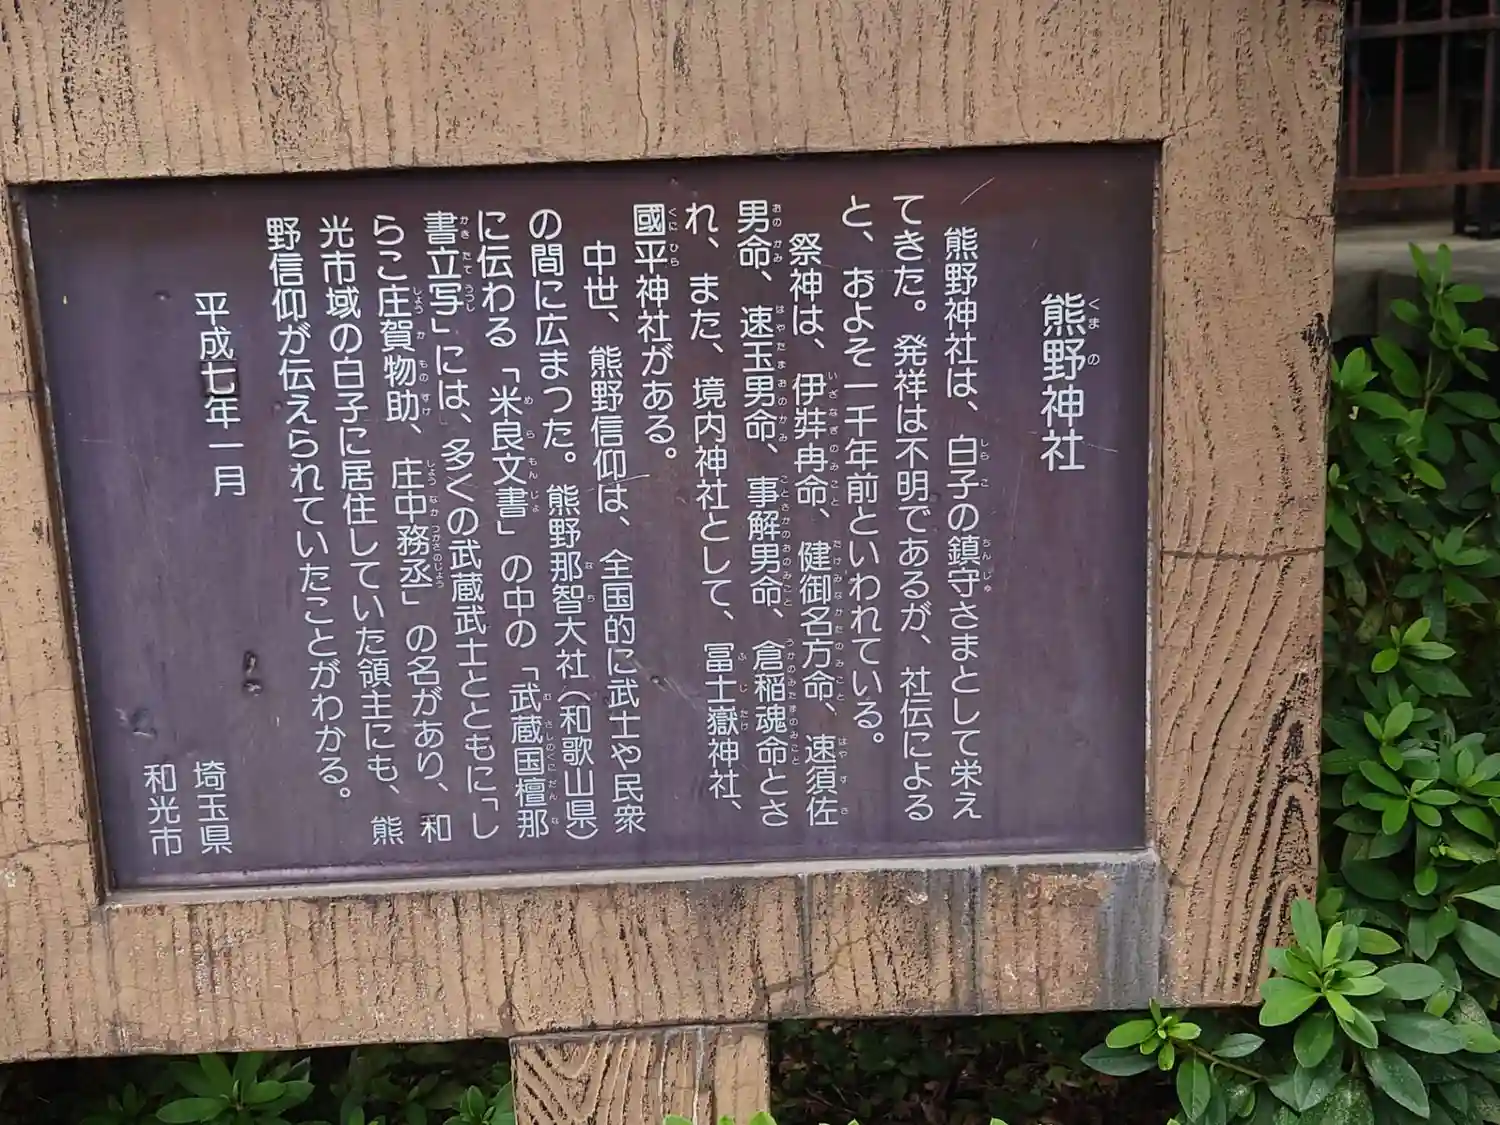 熊野神社
熊野神社は、白子の鎮守さまとして栄え
てきた。発祥は不明であるが、社伝による
と、およそ一千年前といわれている。
祭神は、伊弉冉命、健御名方命、速須佐
男命、速玉男命、事解男命、倉稲魂命とさ
れ、また、境内神社として、冨士嶽神社、
國平神社がある。
中世、熊野信仰は、全国的に武士や民衆
の間に広まった。熊野那智大社(和歌山県)
に伝わる「米良文書」の中の「武蔵国檀那
書立写」には、多くの武蔵武士とともに「し
らこ庄賀物助、庄中務丞」の名があり、和
光市域の白子に居住していた領主にも、熊
野信仰が伝えられていたことがわかる。
平成七年一月
埼玉県
和光市